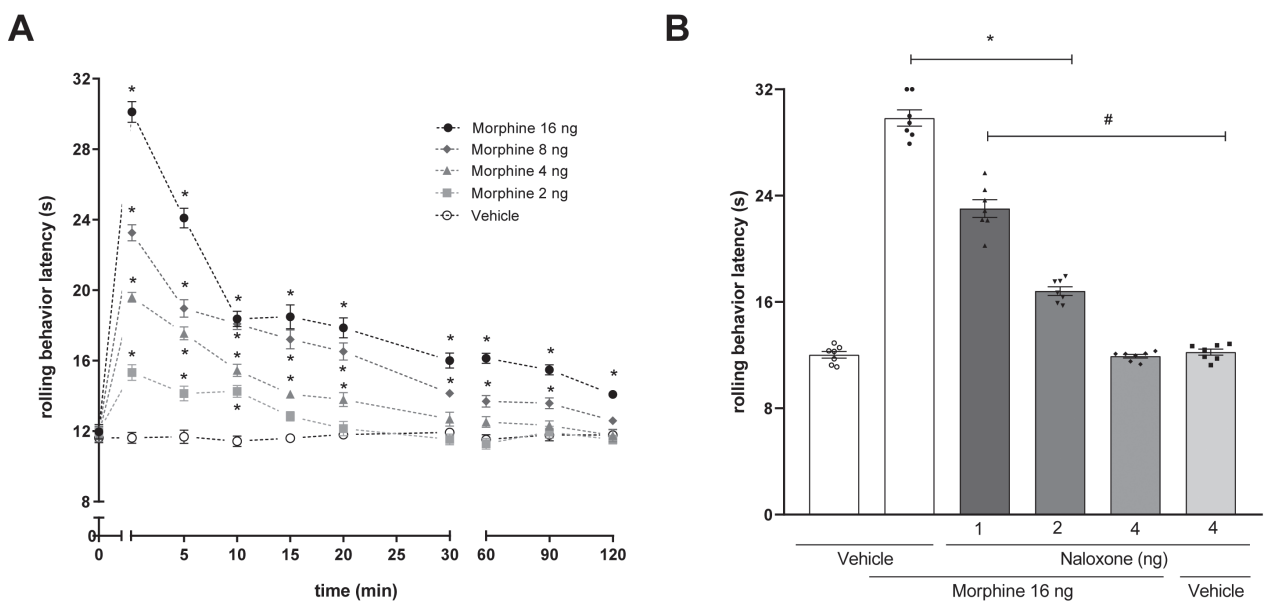 A
B
rolling behavior latency (s)
32
28
24
20
16
12
8
0
* * * * * * * * *
* * * * * * * *
* * * * *
* * *
Morphine 16 ng
Morphine 8 ng
Morphine 4 ng
Morphine 2 ng
Vehicle
0 5 10 15 20 25 30 60 90 120
time (min)
rolling behavior latency (s)
32
24
16
8
0
*
#
1 2 4 4
Vehicle Naloxone (ng)
Morphine 16 ng Vehicle